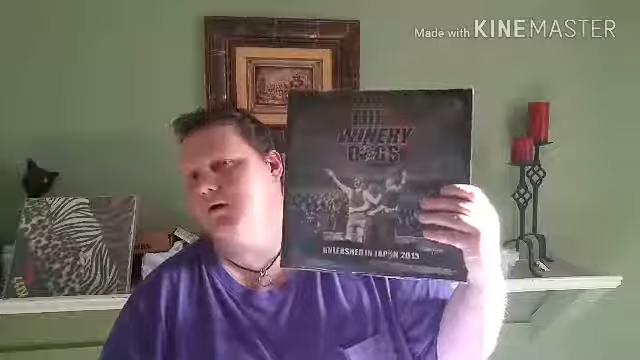 Made with KINEMASTER
THE
WINERY
DOGS
UNLEASHED IN JAPAN 2013